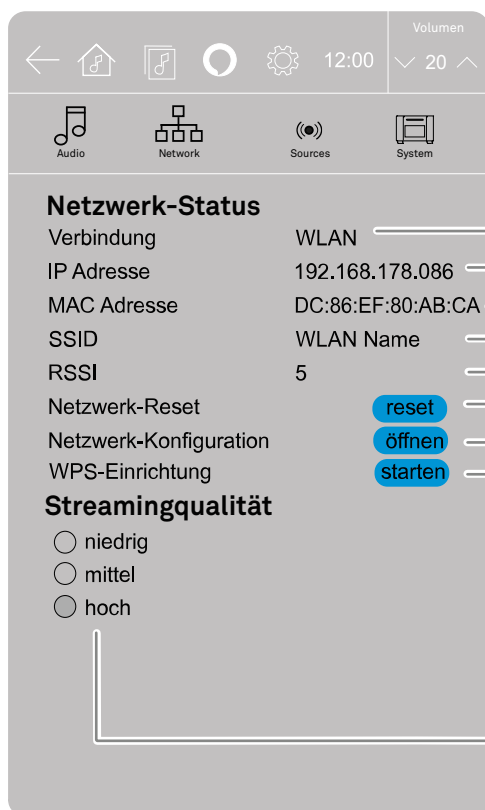 Volumen
12:00 20
Audio Network Sources System
Netzwerk-Status
Verbindung WLAN
IP Adresse 192.168.178.086
MAC Adresse DC:86:EF:80:AB:CA
SSID WLAN Name
RSSI 5
Netzwerk-Reset reset
Netzwerk-Konfiguration öffnen
WPS-Einrichtung starten
Streamingqualität
niedrig
mittel
hoch